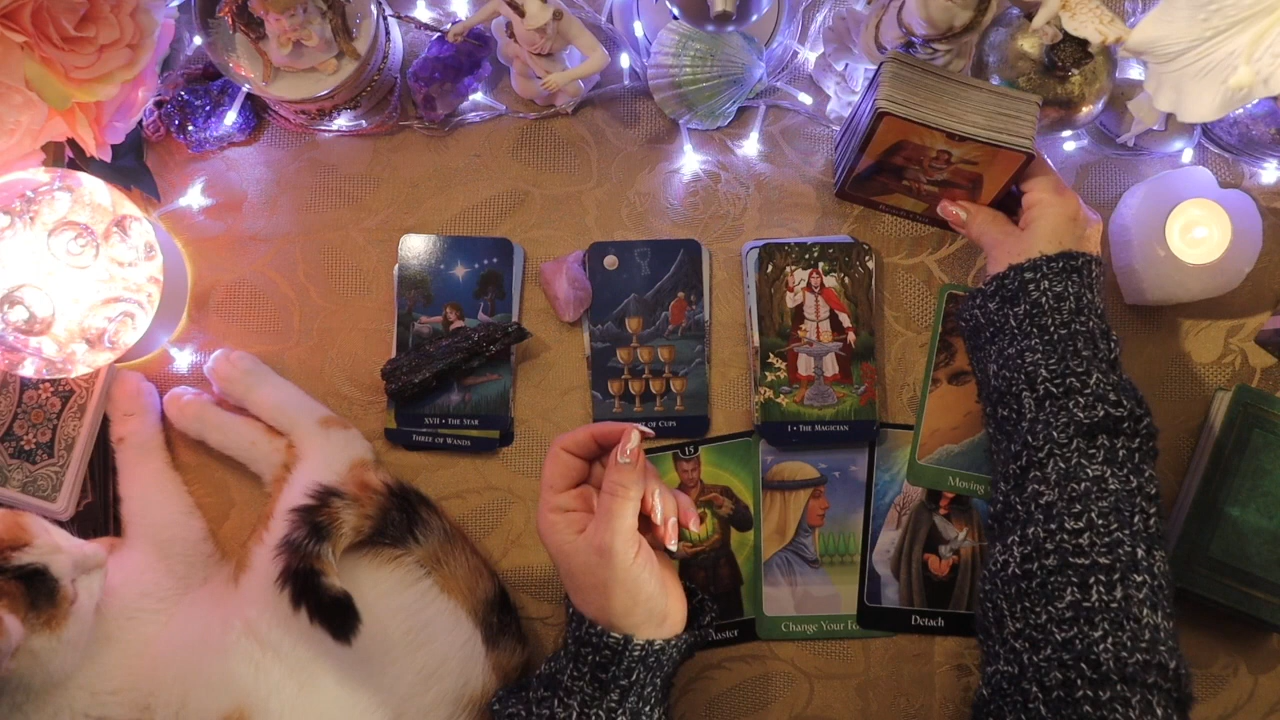 XVII • THE STAR
THREE OF WANDS
OF CUPS
I • THE MAGICIAN
Moving
15
Master
Change Your Fo
Detach